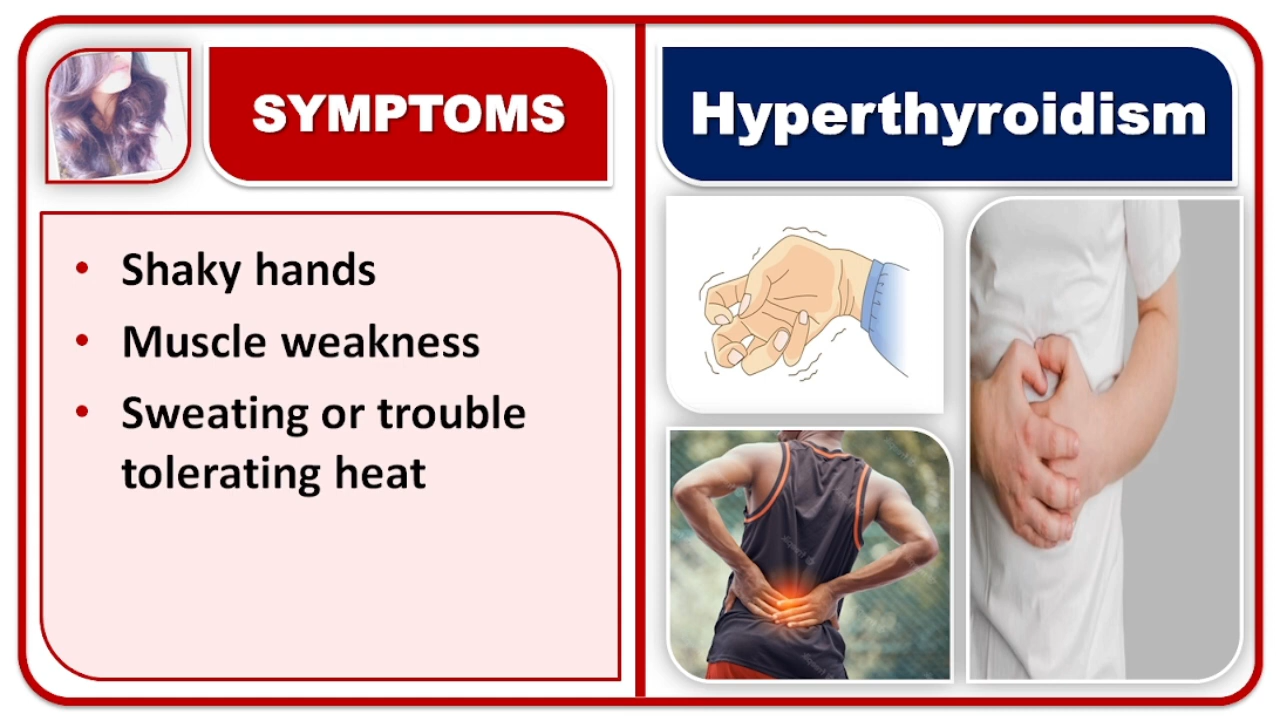 SYMPTOMS
Hyperthyroidism
• Shaky hands
• Muscle weakness
• Sweating or trouble
tolerating heat